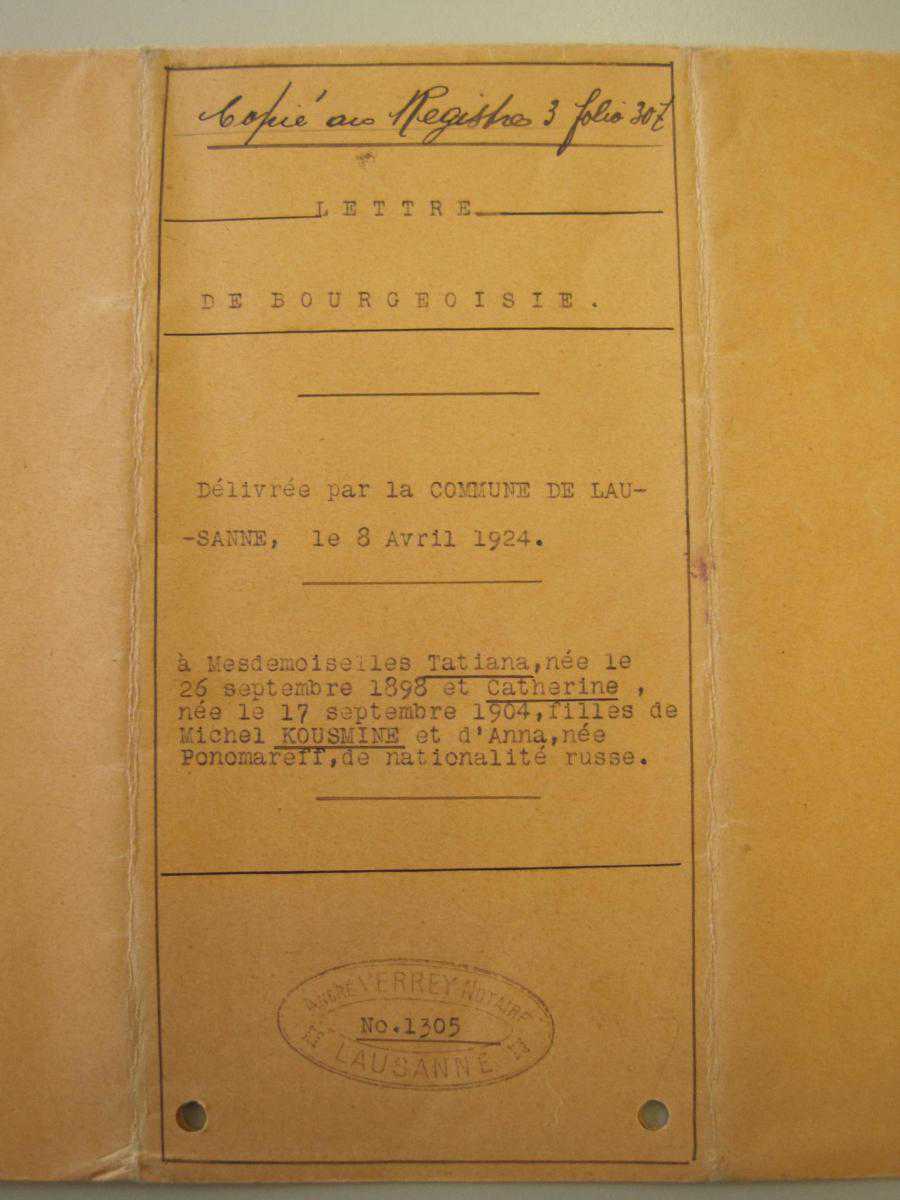 Copié au Registre 3 folio 307
LETTRE
DE BOURGEOISIE.
Délivrée par la COMMUNE DE LAU-
-SANNE, le 8 Avril 1924.
à Mesdemoiselles Tatiana,née le
26 septembre 1898 et Catherine ,
née le 17 septembre 1904,filles de
Michel KOUSMINE et d'Anna,née
Ponomareff,de nationalité russe.
ANDRÉ VERREY NOTAIRE
No.1305
LAUSANNE